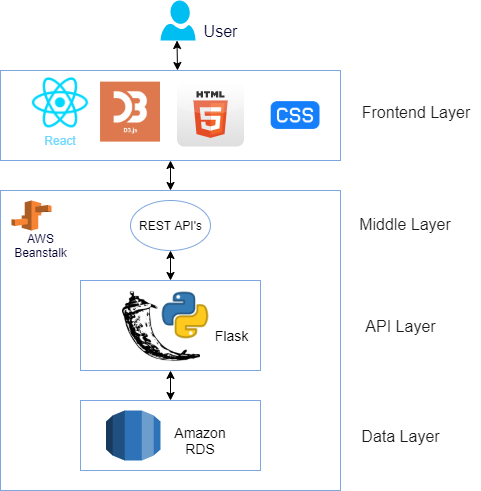 User
React
D3.js
HTML
5
CSS
Frontend Layer
AWS
Beanstalk
REST API's
Middle Layer
Flask
API Layer
Amazon
RDS
Data Layer